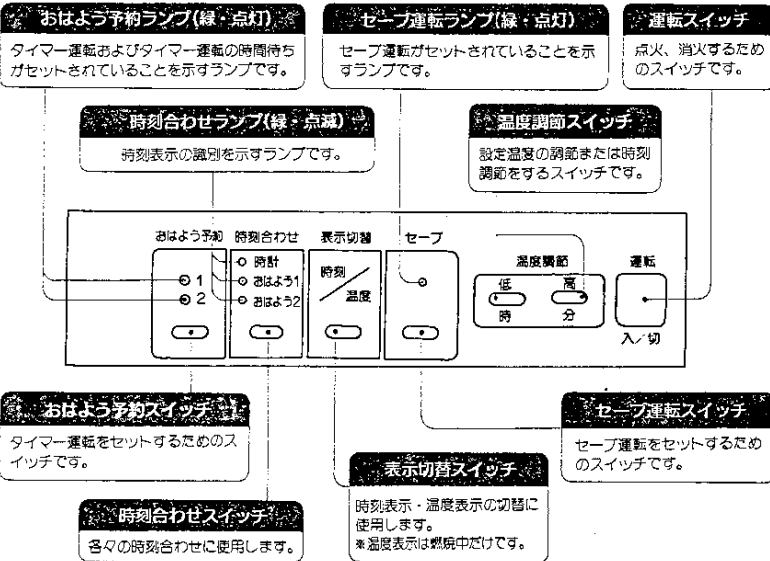 おはよう予約ランプ(緑・点灯)
タイマー運転およびタイマー運転の時間待ち
がセットされていることを示すランプです。
セーブ運転ランプ(緑・点灯)
セーブ運転がセットされていることを示
すランプです。
運転スイッチ
点火、消火するため
のスイッチです。
時刻合わせランプ(緑・点滅)
時刻表示の識別を示すランプです。
温度調節スイッチ
設定温度の調節または時刻
調節をするスイッチです。
おはよう予約
1
2
時刻合わせ
時計
おはよう1
おはよう2
表示切替
時刻/温度
セーブ
温度調節
低 高
時 分
運転
入/切
おはよう予約スイッチ
タイマー運転をセットするためのス
イッチです。
時刻合わせスイッチ
各々の時刻合わせに使用します。
表示切替スイッチ
時刻表示・温度表示の切替に
使用します。
※温度表示は燃焼中だけです。
セーブ運転スイッチ
セーブ運転をセットするため
のスイッチです。